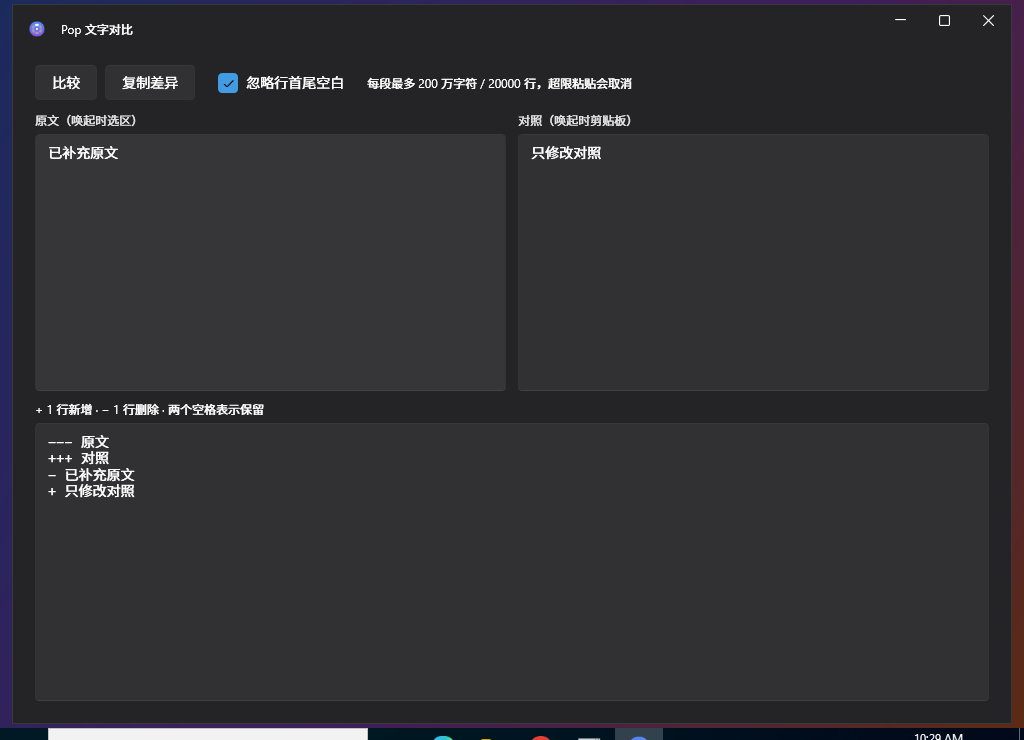 Pop 文字对比
比较 复制差异 忽略行首尾空白 每段最多 200 万字符 / 20000 行，超限粘贴会取消
原文（唤起时选区） 对照（唤起时剪贴板）
已补充原文 只修改对照
+ 1 行新增 · − 1 行删除 · 两个空格表示保留
--- 原文
+++ 对照
- 已补充原文
+ 只修改对照
10:29 AM